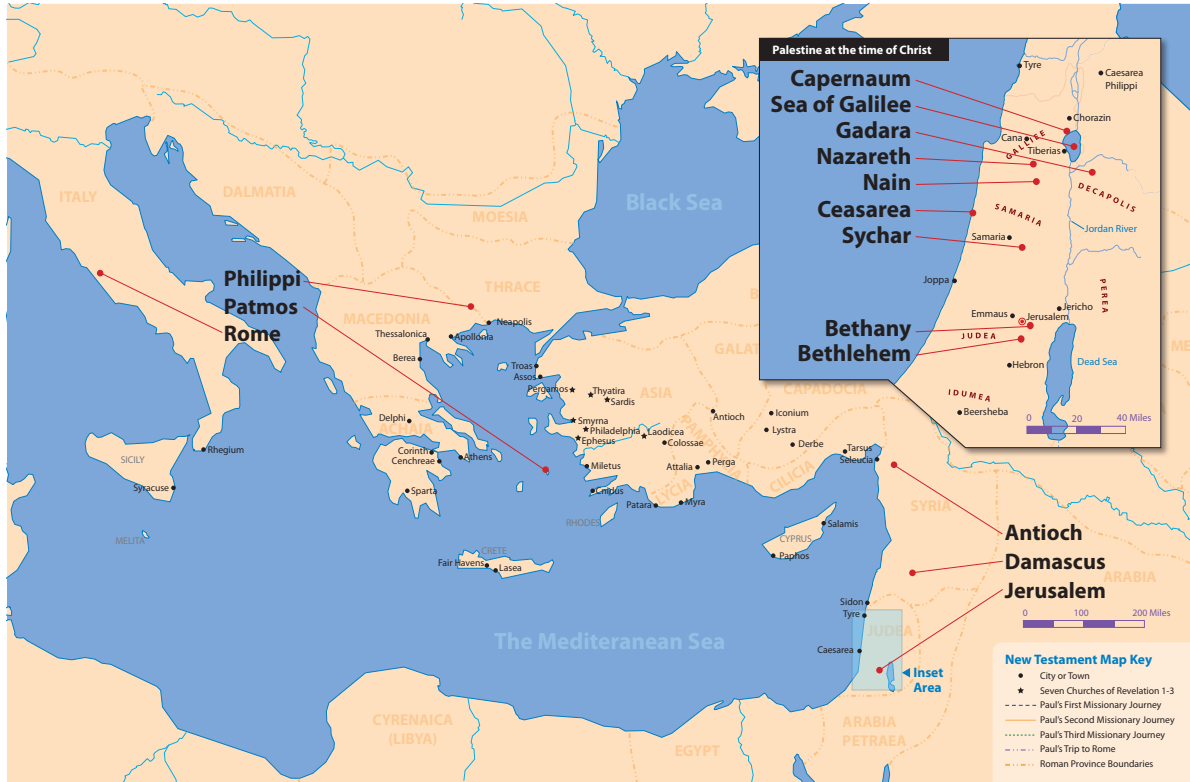 Palestine at the time of Christ
Capernaum
Sea of Galilee
Gadara
Nazareth
Nain
Ceasarea
Sychar
Bethany
Bethlehem
Tyre
Caesarea
Philippi
Chorazin
Cana
GALILEE
Tiberias
DECAPOLIS
SAMARIA
Samaria
Jordan River
Joppa
PEREA
Jericho
Emmaus
Jerusalem
JUDEA
Hebron
Dead Sea
IDUMEA
Beersheba
0 20 40 Miles
ITALY
DALMATIA
MOESIA
Black Sea
THRACE
MACEDONIA
Philippi
Patmos
Rome
Neapolis
Thessalonica
Apollonia
Berea
Troas
Assos
Pergamos
Thyatira
Sardis
ASIA
CAPADOCIA
Smyrna
Philadelphia
Laodicea
Ephesus
Colossae
Antioch
Iconium
Lystra
Derbe
Delphi
ACHAIA
Corinth
Cenchreae
Athens
Sparta
Miletus
Attalia
Perga
Cnidus
Patara
LYCIA
Myra
CILICIA
Tarsus
Seleucia
SICILY
Rhegium
Syracuse
MELITA
RHODES
CRETE
Fair Havens
Lasea
CYPRUS
Salamis
Paphos
SYRIA
Antioch
Damascus
Jerusalem
ARABIA
0 100 200 Miles
Sidon
Tyre
JUDEA
Caesarea
Inset
Area
The Mediteranean Sea
CYRENAICA
(LIBYA)
EGYPT
ARABIA
PETRAEA
New Testament Map Key
City or Town
Seven Churches of Revelation 1-3
Paul's First Missionary Journey
Paul's Second Missionary Journey
Paul's Third Missionary Journey
Paul's Trip to Rome
Roman Province Boundaries